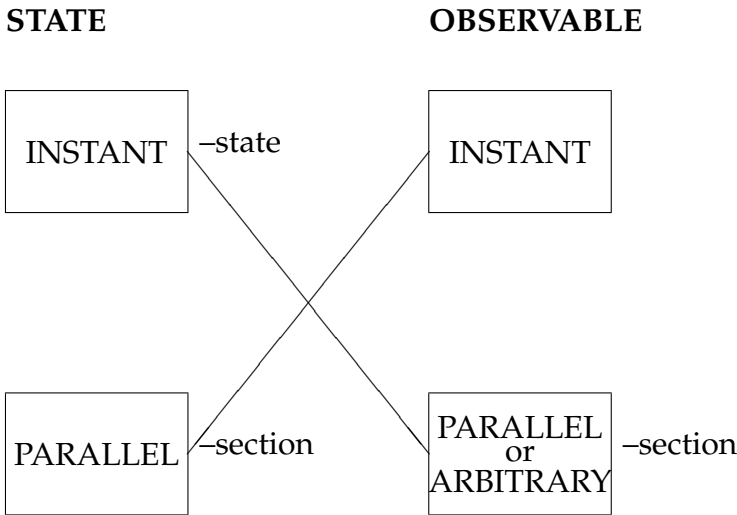 STATE OBSERVABLE
INSTANT –state INSTANT
PARALLEL –section PARALLEL
or
ARBITRARY –section